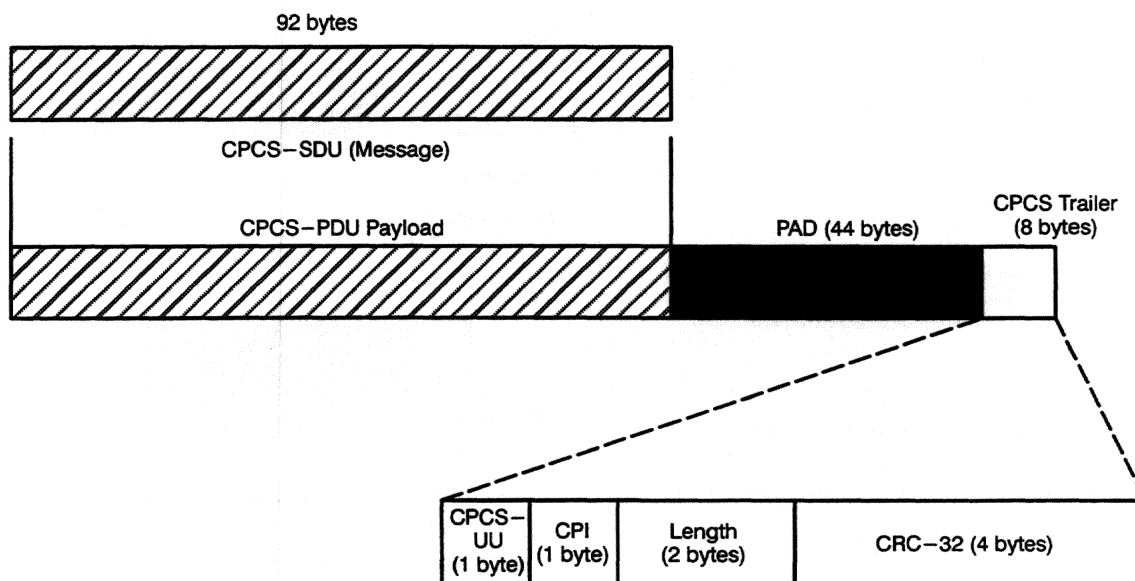 92 bytes
CPCS–SDU (Message)
CPCS–PDU Payload
PAD (44 bytes)
CPCS Trailer
(8 bytes)
CPCS–
UU
(1 byte)
CPI
(1 byte)
Length
(2 bytes)
CRC–32 (4 bytes)